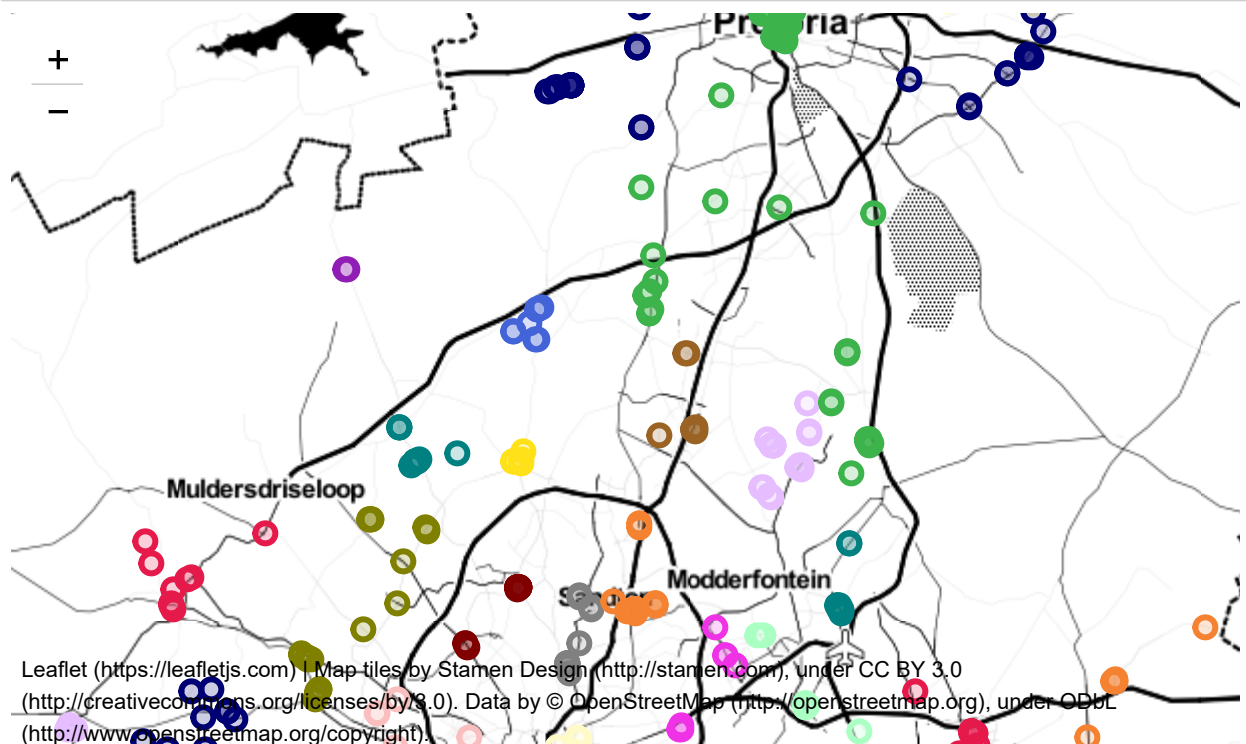 +
Pretoria
−
Muldersdriseloop
Modderfontein
Sandton
Leaflet (https://leafletjs.com) | Map tiles by Stamen Design (http://stamen.com), under CC BY 3.0
(http://creativecommons.org/licenses/by/3.0). Data by © OpenStreetMap (http://openstreetmap.org), under ODbL
(http://www.openstreetmap.org/copyright).